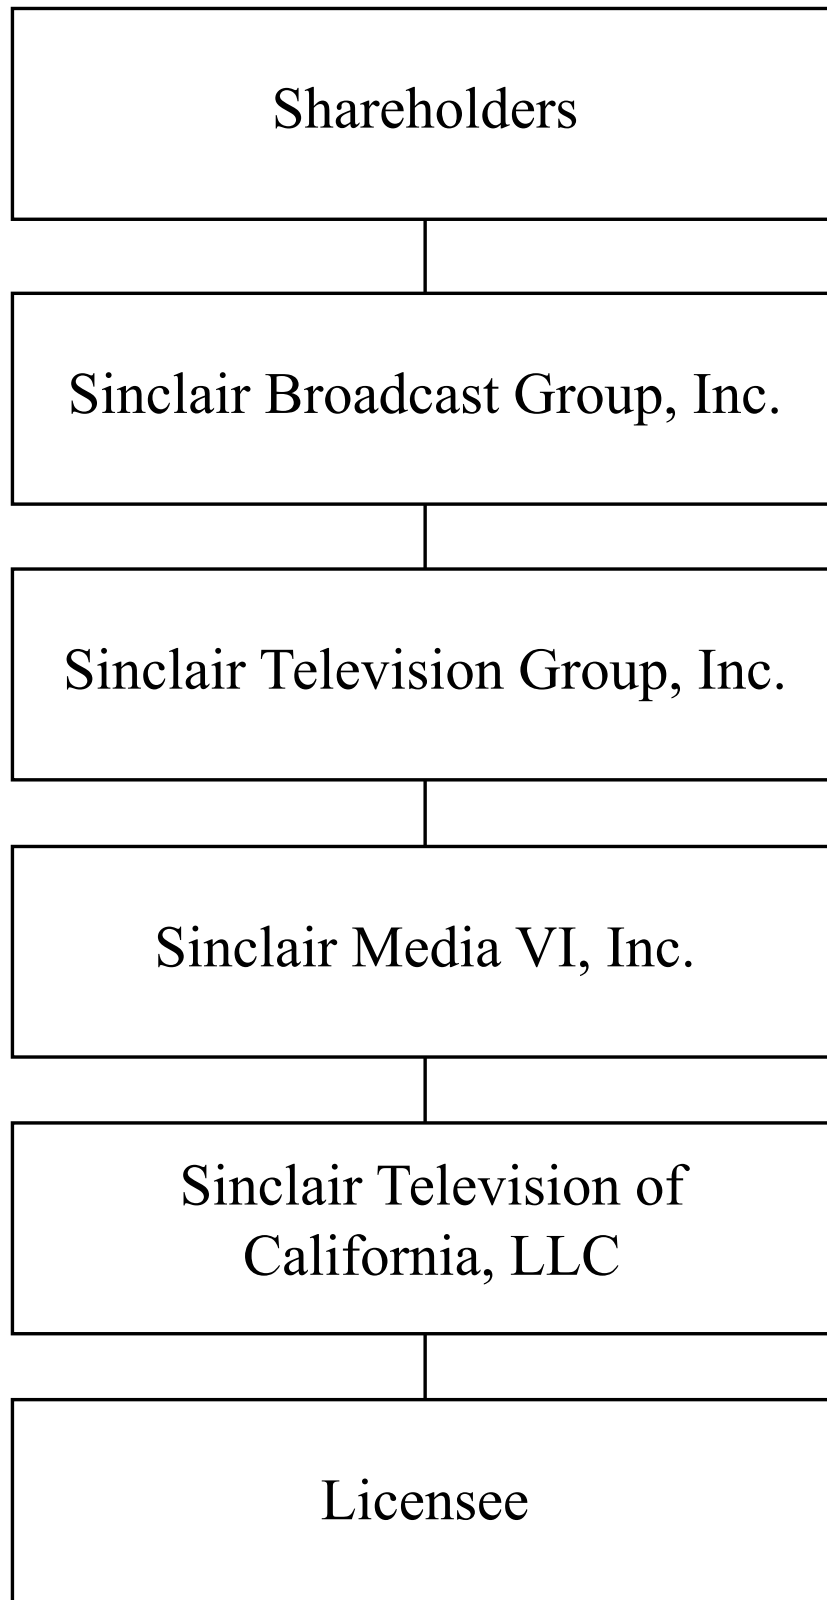 Shareholders
Sinclair Broadcast Group, Inc.
Sinclair Television Group, Inc.
Sinclair Media VI, Inc.
Sinclair Television of
California, LLC
Licensee